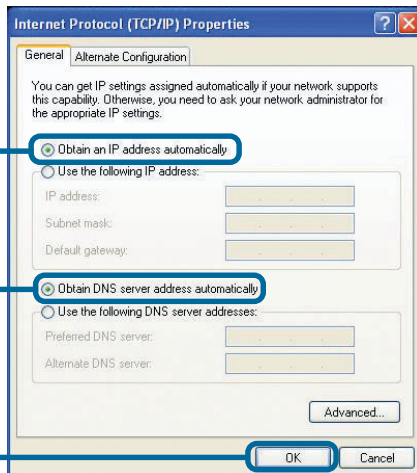 Internet Protocol (TCP/IP) Properties
General
Alternate Configuration
You can get IP settings assigned automatically if your network supports
this capability. Otherwise, you need to ask your network administrator for
the appropriate IP settings.
Obtain an IP address automatically
Use the following IP address:
IP address:
Subnet mask:
Default gateway:
Obtain DNS server address automatically
Use the following DNS server addresses:
Preferred DNS server:
Alternate DNS server:
Advanced...
OK
Cancel